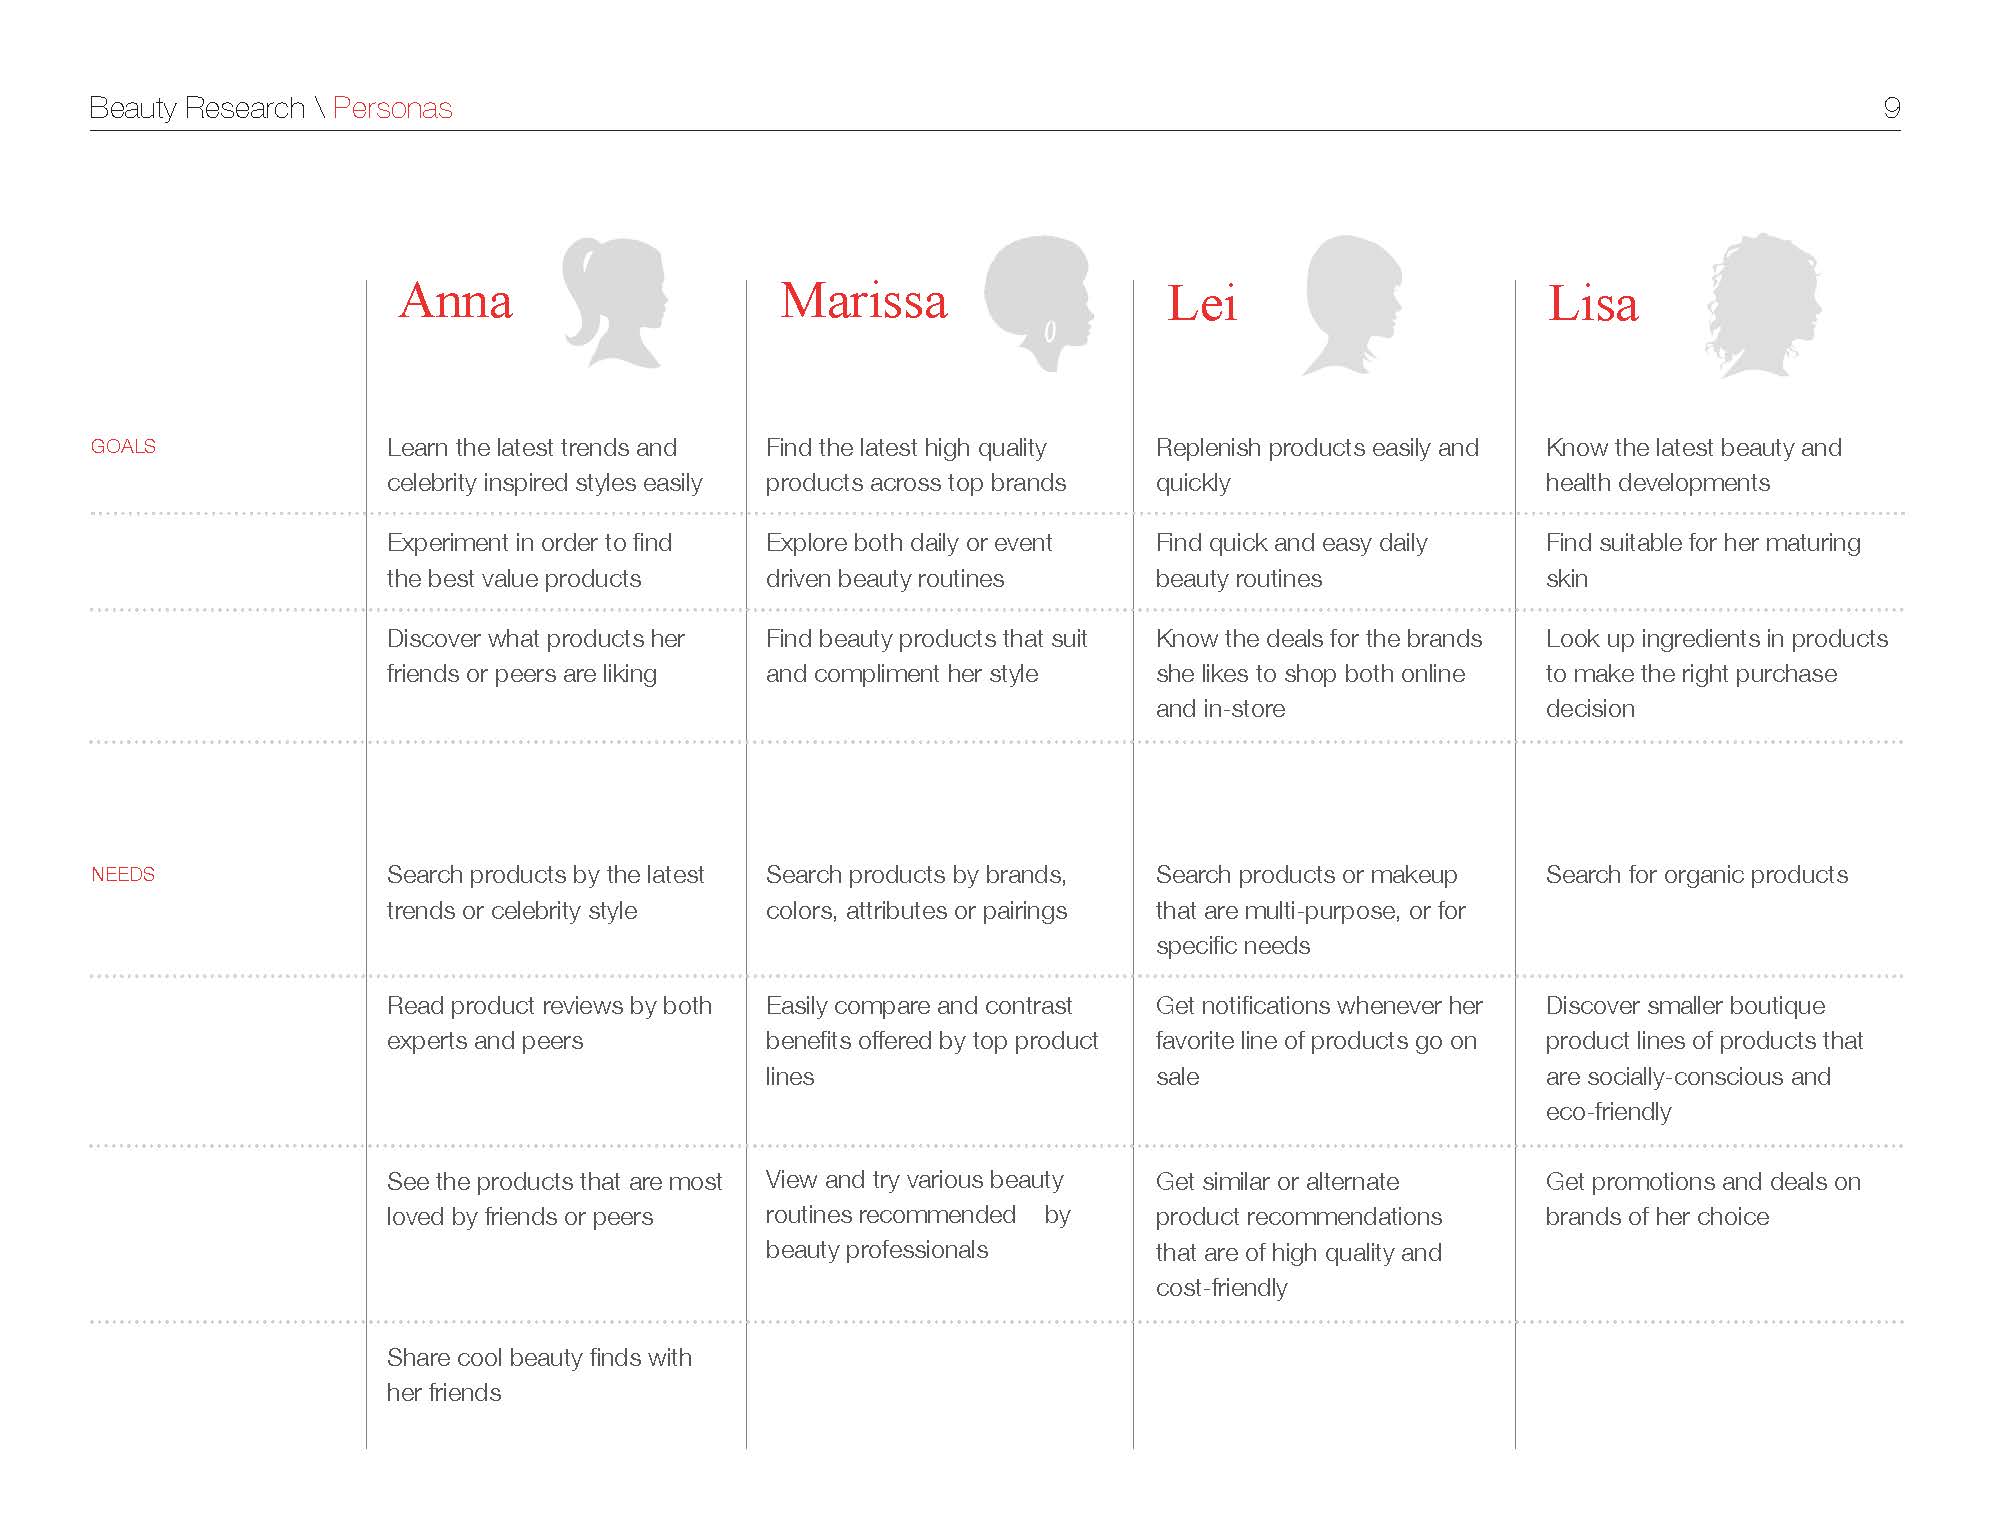 Beauty Research \ Personas
9
Anna
Marissa
Lei
Lisa
GOALS
Learn the latest trends and
celebrity inspired styles easily
Find the latest high quality
products across top brands
Replenish products easily and
quickly
Know the latest beauty and
health developments
Experiment in order to find
the best value products
Explore both daily or event
driven beauty routines
Find quick and easy daily
beauty routines
Find suitable for her maturing
skin
Discover what products her
friends or peers are liking
Find beauty products that suit
and compliment her style
Know the deals for the brands
she likes to shop both online
and in-store
Look up ingredients in products
to make the right purchase
decision
NEEDS
Search products by the latest
trends or celebrity style
Search products by brands,
colors, attributes or pairings
Search products or makeup
that are multi-purpose, or for
specific needs
Search for organic products
Read product reviews by both
experts and peers
Easily compare and contrast
benefits offered by top product
lines
Get notifications whenever her
favorite line of products go on
sale
Discover smaller boutique
product lines of products that
are socially-conscious and
eco-friendly
See the products that are most
loved by friends or peers
View and try various beauty
routines recommended by
beauty professionals
Get similar or alternate
product recommendations
that are of high quality and
cost-friendly
Get promotions and deals on
brands of her choice
Share cool beauty finds with
her friends